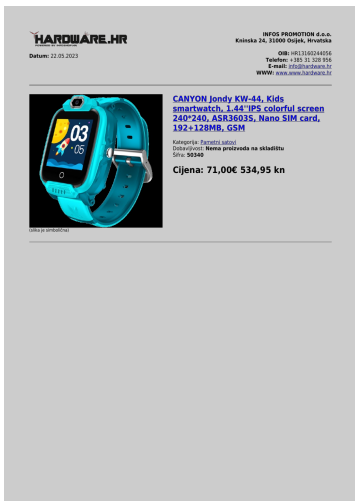 HARDWARE.HR
INFOS PROMOTION d.o.o.
Kninska 24, 31000 Osijek, Hrvatska
Datum: 22.05.2023
OIB: HR13160244056
Telefon: +385 31 328 956
E-mail: info@hardware.hr
WWW: www.www.hardware.hr
CANYON Jondy KW-44, Kids
smartwatch, 1.44''IPS colorful screen
240*240, ASR3603S, Nano SIM card,
192+128MB, GSM
Kategorija: Pametni satovi
Dobavljivost: Nema proizvoda na skladištu
Šifra: 50340
Cijena: 71,00€ 534,95 kn
03
05
(slika je simbolična)